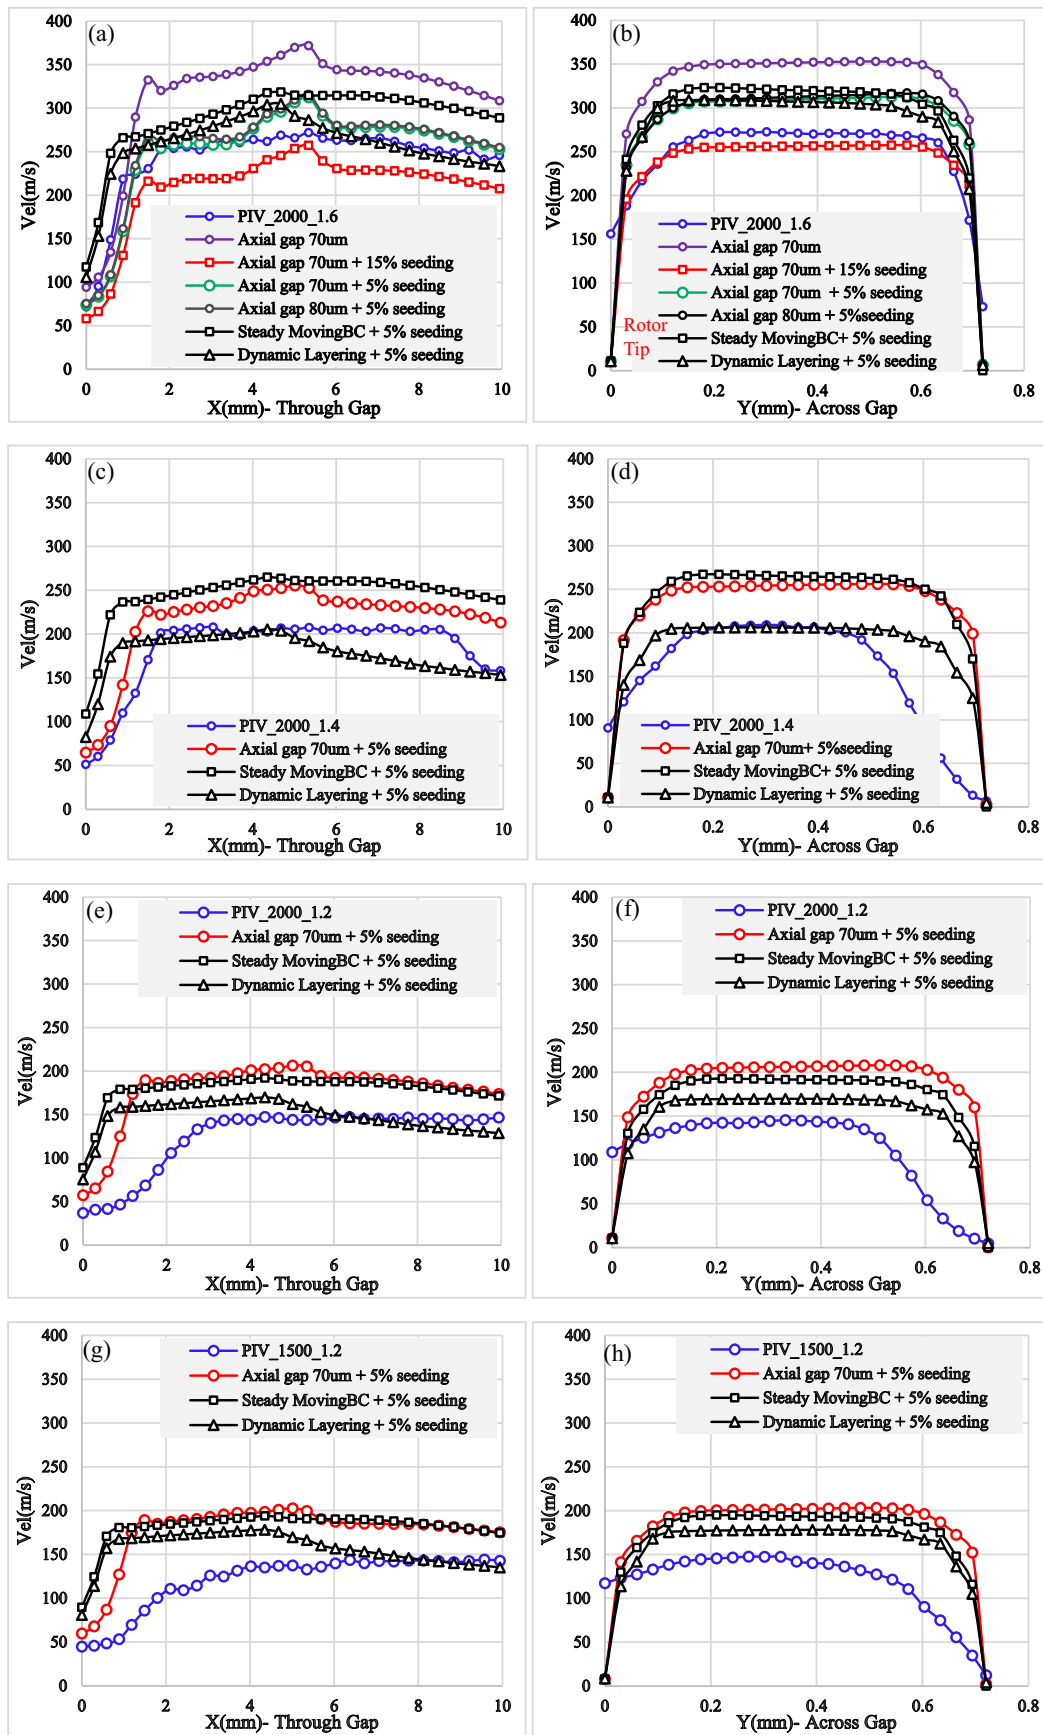 (a)
400
350
300
250
200
150
100
50
0
Vel(m/s)
PIV_2000_1.6
Axial gap 70um
Axial gap 70um + 15% seeding
Axial gap 70um + 5% seeding
Axial gap 80um + 5% seeding
Steady MovingBC + 5% seeding
Dynamic Layering + 5% seeding
0 2 4 6 8 10
X(mm)- Through Gap
(b)
400
350
300
250
200
150
100
50
0
Vel(m/s)
PIV_2000_1.6
Axial gap 70um
Axial gap 70um + 15% seeding
Axial gap 70um + 5% seeding
Axial gap 80um + 5%seeding
Steady MovingBC+ 5% seeding
Dynamic Layering + 5% seeding
Rotor
Tip
0 0.2 0.4 0.6 0.8
Y(mm)- Across Gap
(c)
400
350
300
250
200
150
100
50
0
Vel(m/s)
PIV_2000_1.4
Axial gap 70um + 5% seeding
Steady MovingBC + 5% seeding
Dynamic Layering + 5% seeding
0 2 4 6 8 10
X(mm)- Through Gap
(d)
400
350
300
250
200
150
100
50
0
Vel(m/s)
PIV_2000_1.4
Axial gap 70um+ 5%seeding
Steady MovingBC+ 5% seeding
Dynamic Layering + 5% seeding
0 0.2 0.4 0.6 0.8
Y(mm)- Across Gap
(e)
400
350
300
250
200
150
100
50
0
Vel(m/s)
PIV_2000_1.2
Axial gap 70um + 5% seeding
Steady MovingBC + 5% seeding
Dynamic Layering + 5% seeding
0 2 4 6 8 10
X(mm)- Through Gap
(f)
400
350
300
250
200
150
100
50
0
Vel(m/s)
PIV_2000_1.2
Axial gap 70um + 5% seeding
Steady MovingBC + 5% seeding
Dynamic Layering + 5% seeding
0 0.2 0.4 0.6 0.8
Y(mm)- Across Gap
(g)
400
350
300
250
200
150
100
50
0
Vel(m/s)
PIV_1500_1.2
Axial gap 70um + 5% seeding
Steady MovingBC + 5% seeding
Dynamic Layering + 5% seeding
0 2 4 6 8 10
X(mm)- Through Gap
(h)
400
350
300
250
200
150
100
50
0
Vel(m/s)
PIV_1500_1.2
Axial gap 70um + 5% seeding
Steady MovingBC + 5% seeding
Dynamic Layering + 5% seeding
0 0.2 0.4 0.6 0.8
Y(mm)- Across Gap